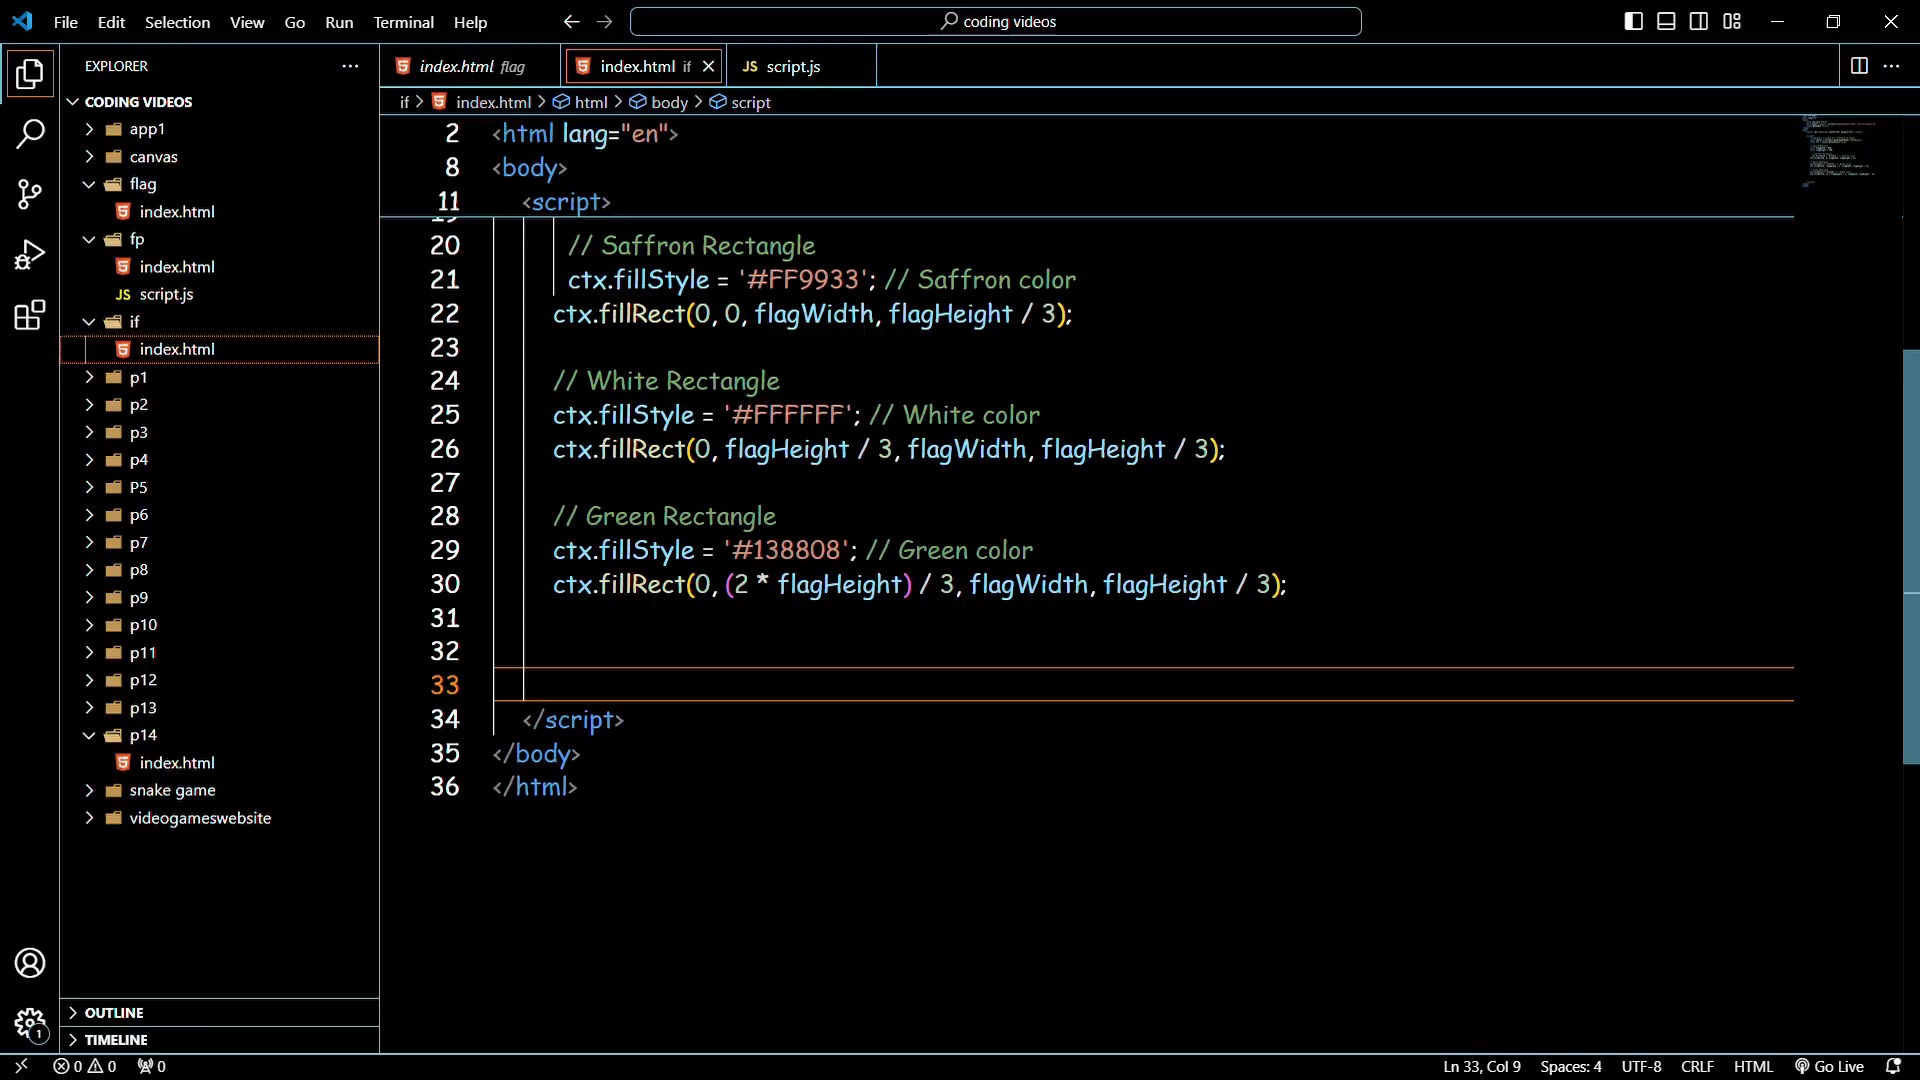 File Edit Selection View Go Run Terminal Help
coding videos
EXPLORER
CODING VIDEOS
app1
canvas
flag
index.html
fp
index.html
script.js
if
index.html
p1
p2
p3
p4
P5
p6
p7
p8
p9
p10
p11
p12
p13
p14
index.html
snake game
videogameswebsite
OUTLINE
TIMELINE
index.html flag
index.html if
JS script.js
if > index.html > html > body > script
2 <html lang="en">
8 <body>
11 <script>
20 // Saffron Rectangle
21 ctx.fillStyle = '#FF9933'; // Saffron color
22 ctx.fillRect(0, 0, flagWidth, flagHeight / 3);
23
24 // White Rectangle
25 ctx.fillStyle = '#FFFFFF'; // White color
26 ctx.fillRect(0, flagHeight / 3, flagWidth, flagHeight / 3);
27
28 // Green Rectangle
29 ctx.fillStyle = '#138808'; // Green color
30 ctx.fillRect(0, (2 * flagHeight) / 3, flagWidth, flagHeight / 3);
31
32
33
34 </script>
35 </body>
36 </html>
1
0 0 0
Ln 33, Col 9 Spaces: 4 UTF-8 CRLF HTML Go Live